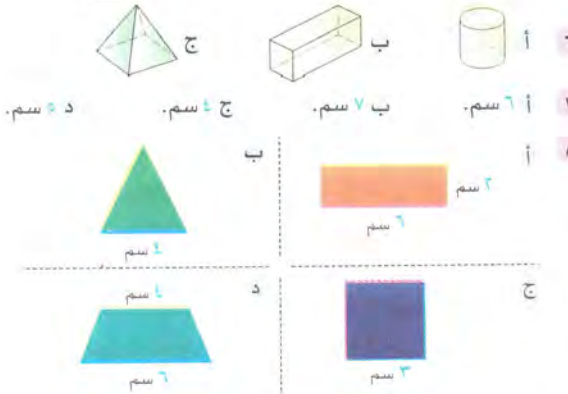 أ ب ج
أ ٦ سم. ب ٧ سم. ج ٤ سم. د ٥ سم.
أ ب
٢ سم
٦ سم ٤ سم
ج د
٤ سم
٣ سم ٦ سم